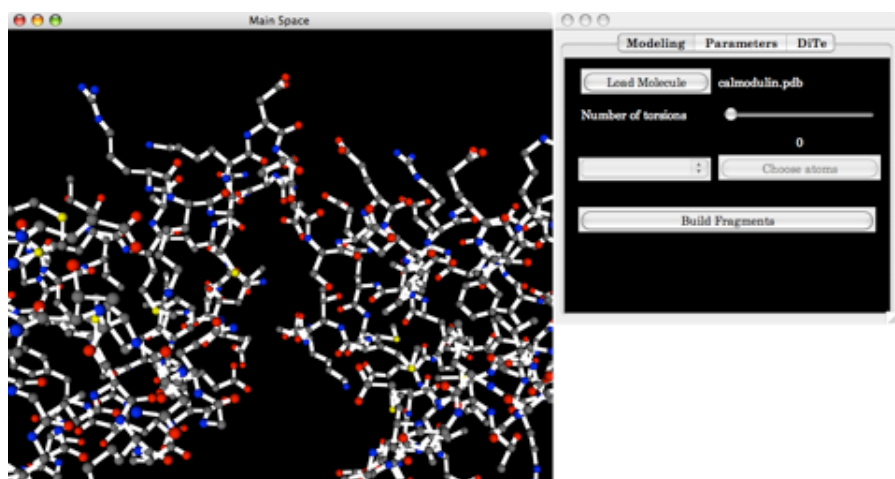 Main Space
Modeling Parameters DiTe
Load Molecule calmodulin.pdb
Number of torsions
0
Choose atoms
Build Fragments